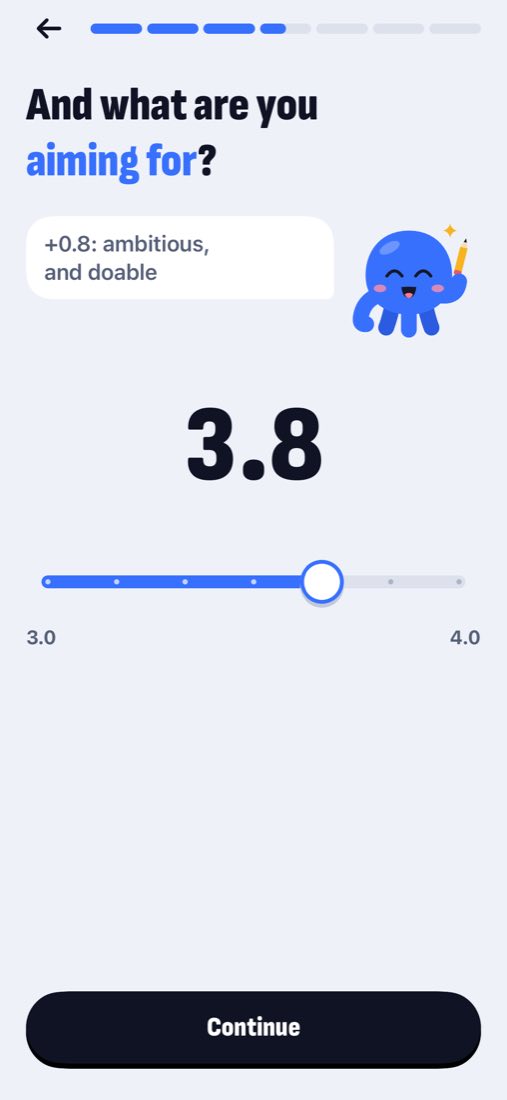 And what are you
aiming for?
+0.8: ambitious,
and doable
3.8
3.0
4.0
Continue